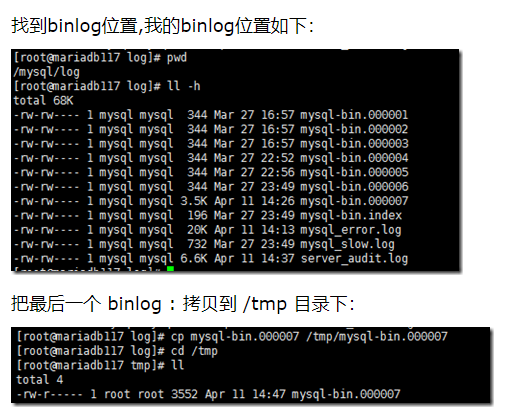 找到binlog位置,我的binlog位置如下：
[root@mariadb117 log]# pwd
/mysql/log
[root@mariadb117 log]# ll -h
total 68K
-rw-rw---- 1 mysql mysql  344 Mar 27 16:57 mysql-bin.000001
-rw-rw---- 1 mysql mysql  344 Mar 27 16:57 mysql-bin.000002
-rw-rw---- 1 mysql mysql  344 Mar 27 16:57 mysql-bin.000003
-rw-rw---- 1 mysql mysql  344 Mar 27 22:52 mysql-bin.000004
-rw-rw---- 1 mysql mysql  344 Mar 27 22:56 mysql-bin.000005
-rw-rw---- 1 mysql mysql  344 Mar 27 23:49 mysql-bin.000006
-rw-rw---- 1 mysql mysql 3.5K Apr 11 14:26 mysql-bin.000007
-rw-rw---- 1 mysql mysql  196 Mar 27 23:49 mysql-bin.index
-rw-rw---- 1 mysql mysql  20K Apr 11 14:13 mysql_error.log
-rw-rw---- 1 mysql mysql  732 Mar 27 23:49 mysql_slow.log
-rw-rw---- 1 mysql mysql 6.6K Apr 11 14:37 server_audit.log
把最后一个 binlog ：拷贝到 /tmp 目录下：
[root@mariadb117 log]# cp mysql-bin.000007 /tmp/mysql-bin.000007
[root@mariadb117 log]# cd /tmp
[root@mariadb117 tmp]# ll
total 4
-rw-r----- 1 root root 3552 Apr 11 14:47 mysql-bin.000007